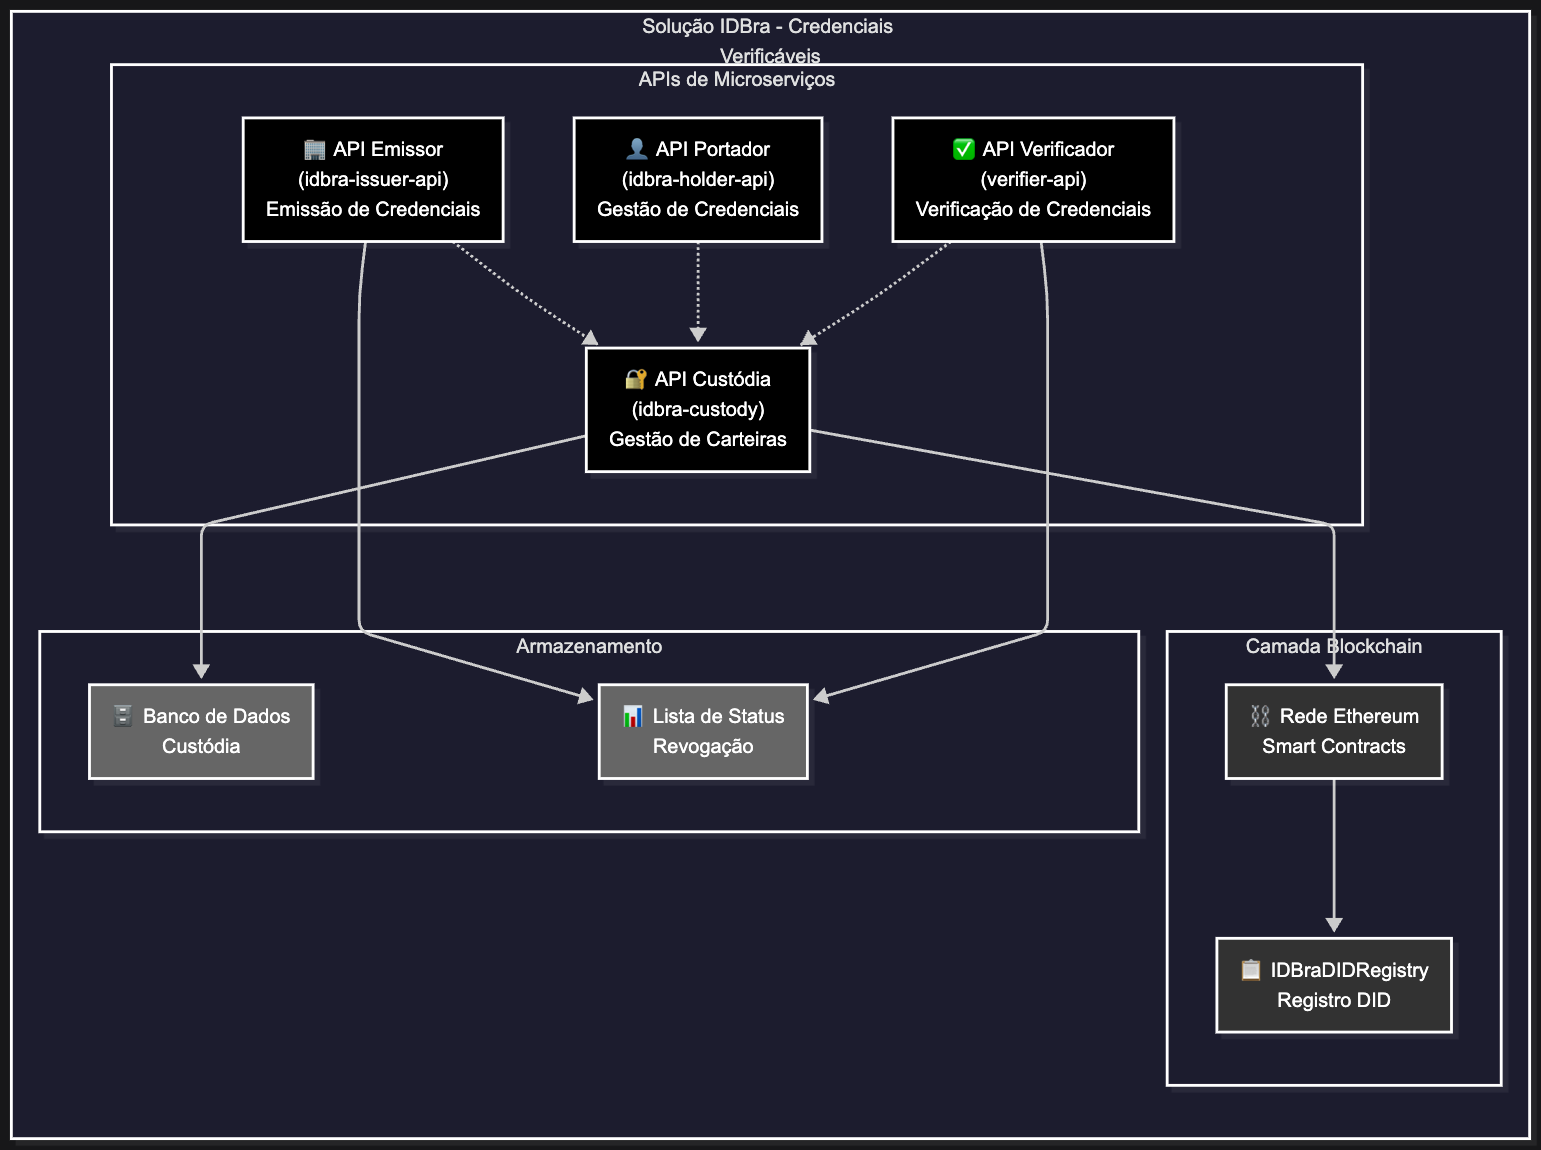 Solução IDBra - Credenciais
Verificáveis
APIs de Microserviços
API Emissor
(idbra-issuer-api)
Emissão de Credenciais
API Portador
(idbra-holder-api)
Gestão de Credenciais
API Verificador
(verifier-api)
Verificação de Credenciais
API Custódia
(idbra-custody)
Gestão de Carteiras
Armazenamento
Banco de Dados
Custódia
Lista de Status
Revogação
Camada Blockchain
Rede Ethereum
Smart Contracts
IDBraDIDRegistry
Registro DID